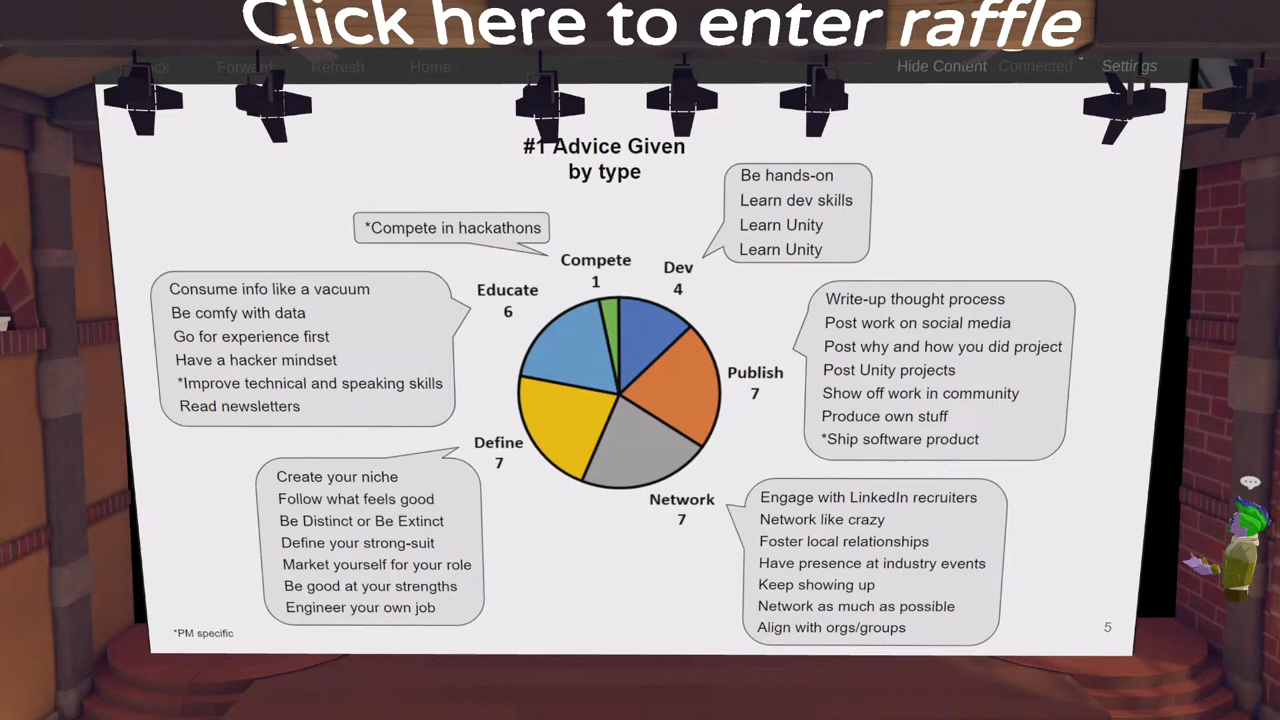 Click here to enter raffle
Forward Refresh Home Hide Content Connected Settings
#1 Advice Given
by type
Be hands-on
Learn dev skills
Learn Unity
Learn Unity
*Compete in hackathons
Compete
1
Dev
4
Educate
6
Consume info like a vacuum
Be comfy with data
Go for experience first
Have a hacker mindset
*Improve technical and speaking skills
Read newsletters
Publish
7
Write-up thought process
Post work on social media
Post why and how you did project
Post Unity projects
Show off work in community
Produce own stuff
*Ship software product
Define
7
Create your niche
Follow what feels good
Be Distinct or Be Extinct
Define your strong-suit
Market yourself for your role
Be good at your strengths
Engineer your own job
Network
7
Engage with LinkedIn recruiters
Network like crazy
Foster local relationships
Have presence at industry events
Keep showing up
Network as much as possible
Align with orgs/groups
*PM specific
5